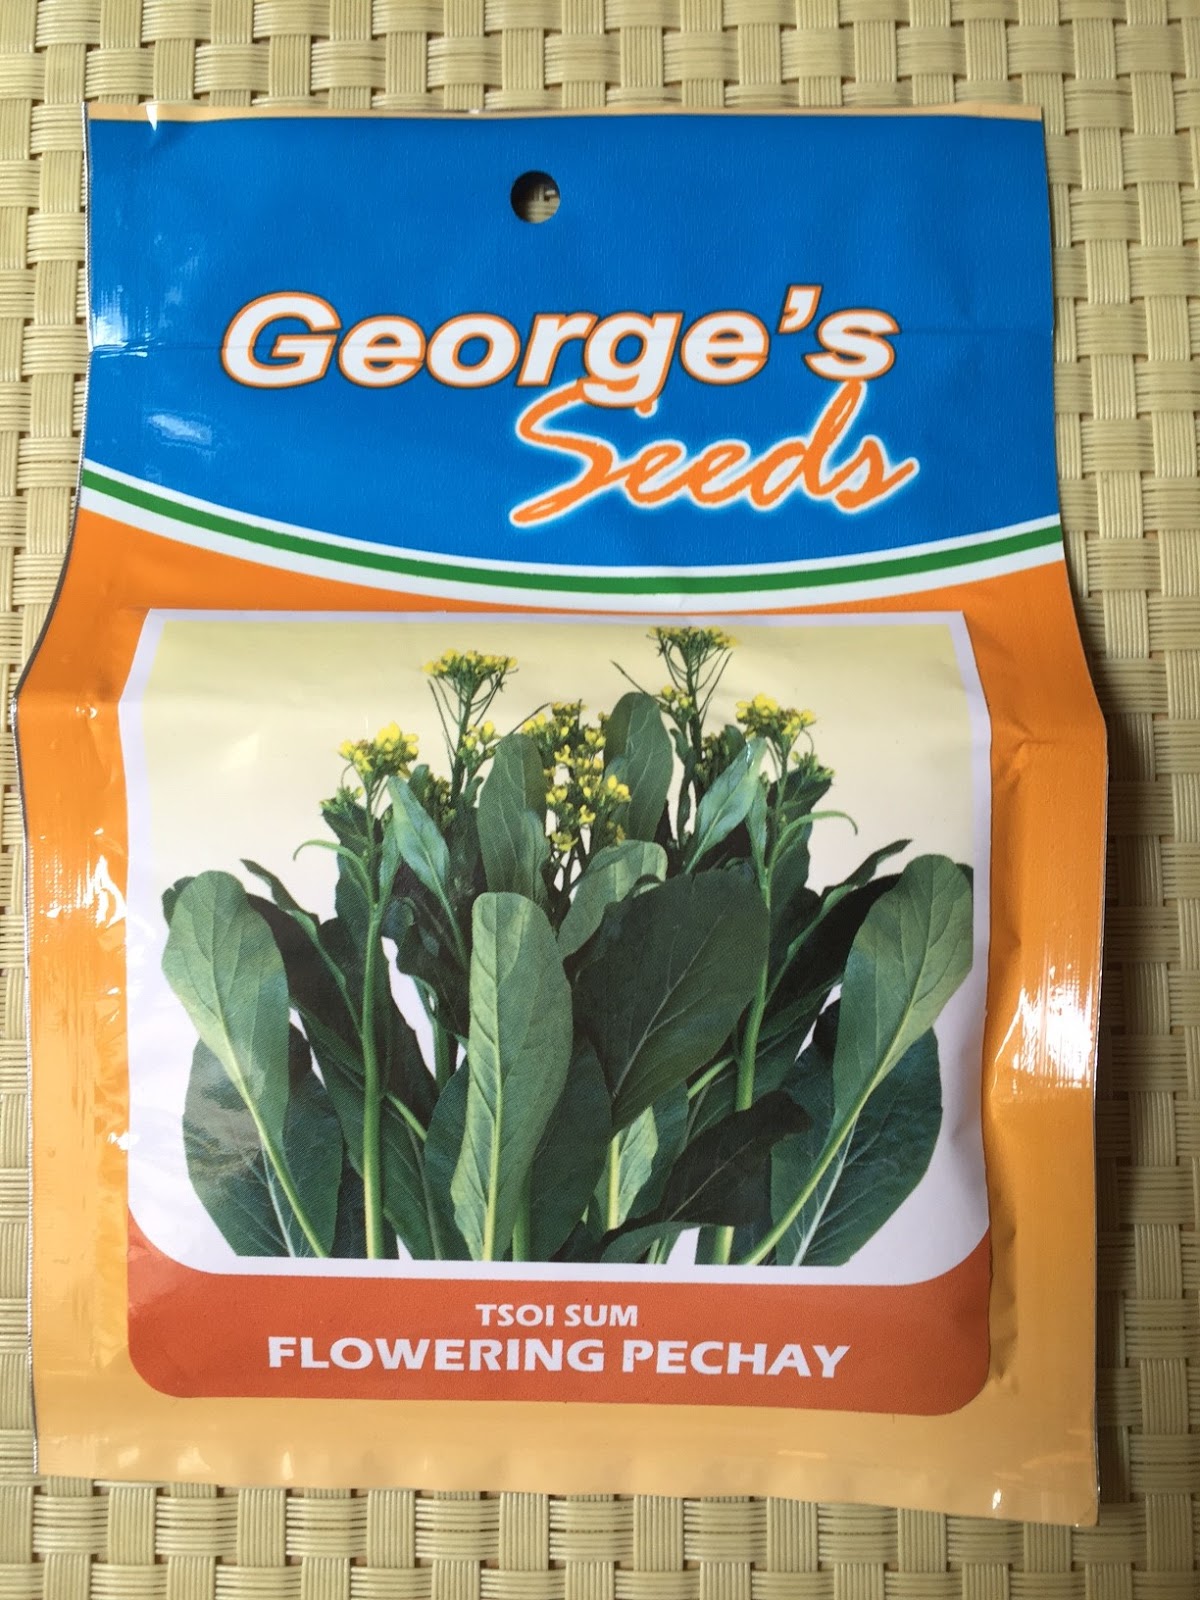 George's
Seeds
TSOI SUM
FLOWERING PECHAY